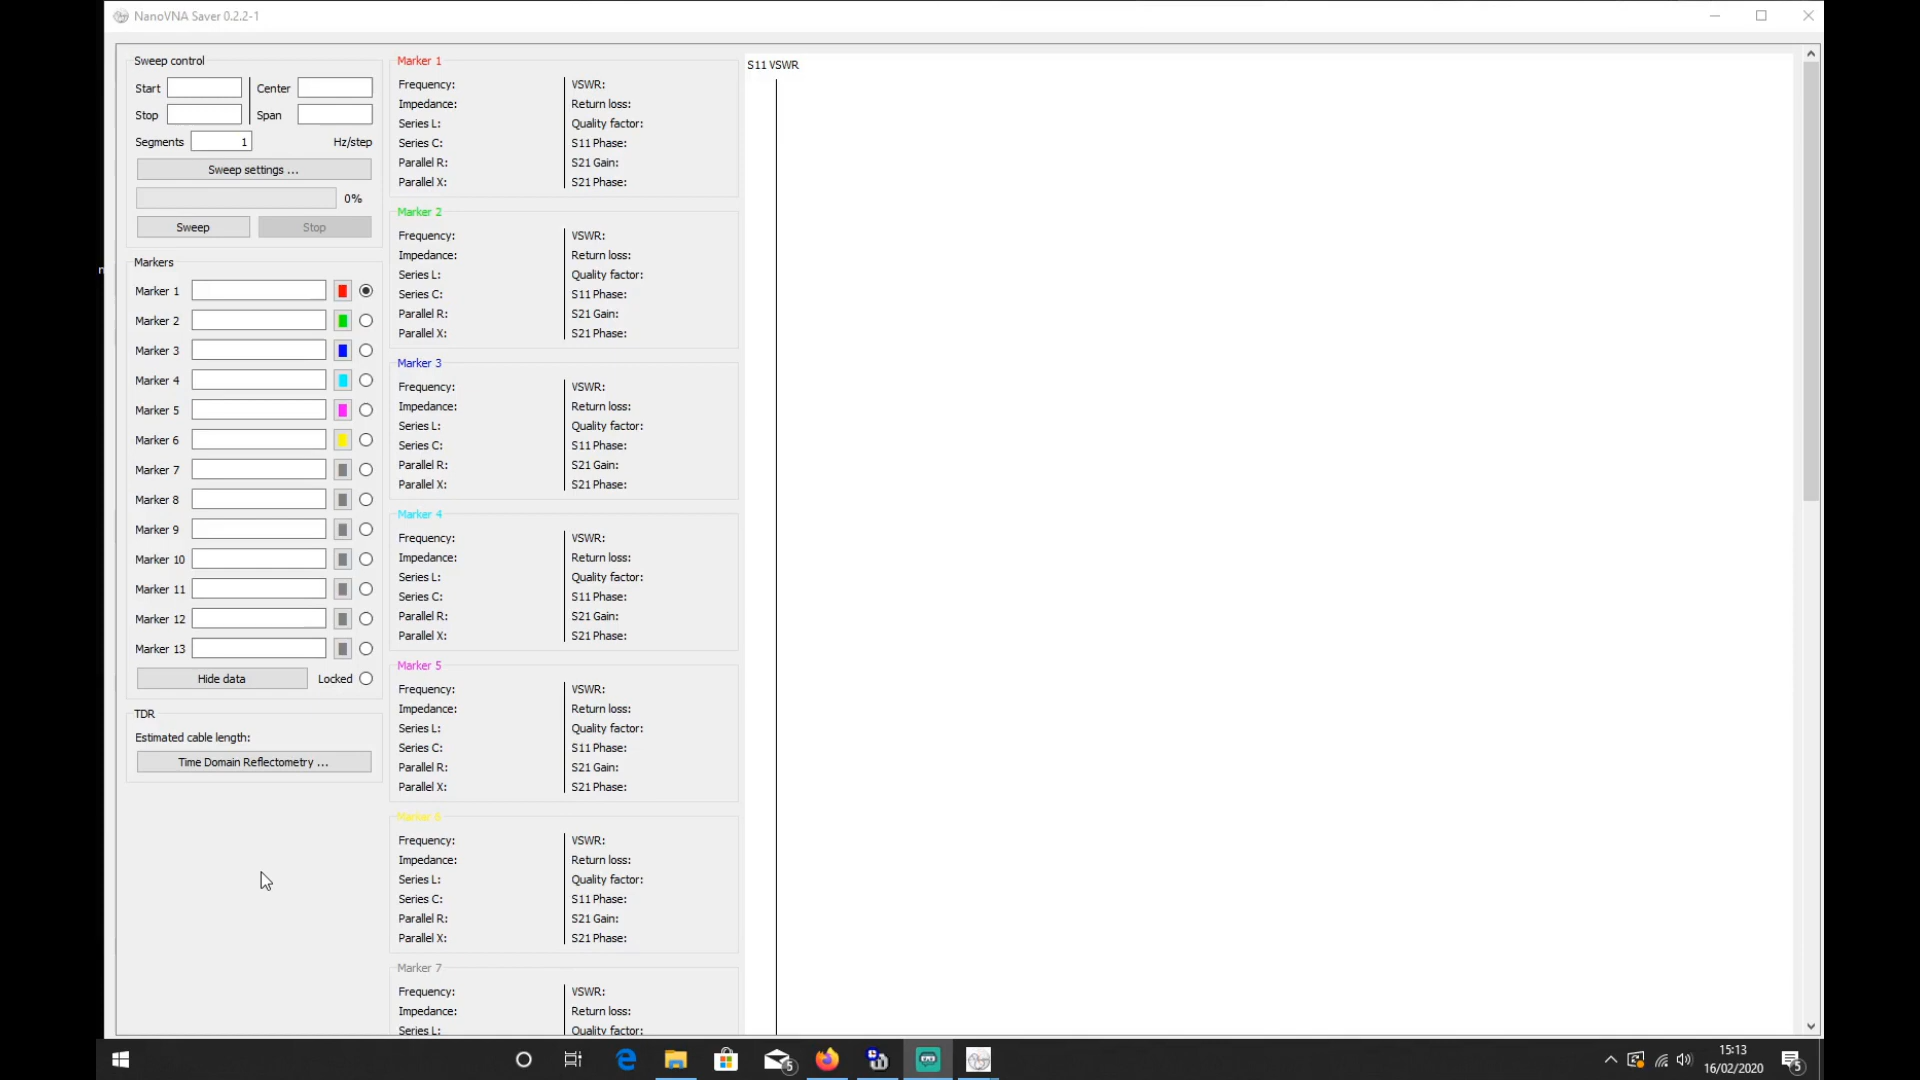 NanoVNA Saver 0.2.2-1
Sweep control
Start
Center
Stop
Span
Segments 1 Hz/step
Sweep settings ...
0%
Sweep
Stop
Markers
Marker 1
Marker 2
Marker 3
Marker 4
Marker 5
Marker 6
Marker 7
Marker 8
Marker 9
Marker 10
Marker 11
Marker 12
Marker 13
Hide data
Locked
TDR
Estimated cable length:
Time Domain Reflectometry ...
Marker 1
Frequency: VSWR:
Impedance: Return loss:
Series L: Quality factor:
Series C: S11 Phase:
Parallel R: S21 Gain:
Parallel X: S21 Phase:
Marker 2
Frequency: VSWR:
Impedance: Return loss:
Series L: Quality factor:
Series C: S11 Phase:
Parallel R: S21 Gain:
Parallel X: S21 Phase:
Marker 3
Frequency: VSWR:
Impedance: Return loss:
Series L: Quality factor:
Series C: S11 Phase:
Parallel R: S21 Gain:
Parallel X: S21 Phase:
Marker 4
Frequency: VSWR:
Impedance: Return loss:
Series L: Quality factor:
Series C: S11 Phase:
Parallel R: S21 Gain:
Parallel X: S21 Phase:
Marker 5
Frequency: VSWR:
Impedance: Return loss:
Series L: Quality factor:
Series C: S11 Phase:
Parallel R: S21 Gain:
Parallel X: S21 Phase:
Marker 6
Frequency: VSWR:
Impedance: Return loss:
Series L: Quality factor:
Series C: S11 Phase:
Parallel R: S21 Gain:
Parallel X: S21 Phase:
Marker 7
Frequency: VSWR:
Impedance: Return loss:
Series L: Quality factor:
S11 VSWR
5
15:13
16/02/2020
5